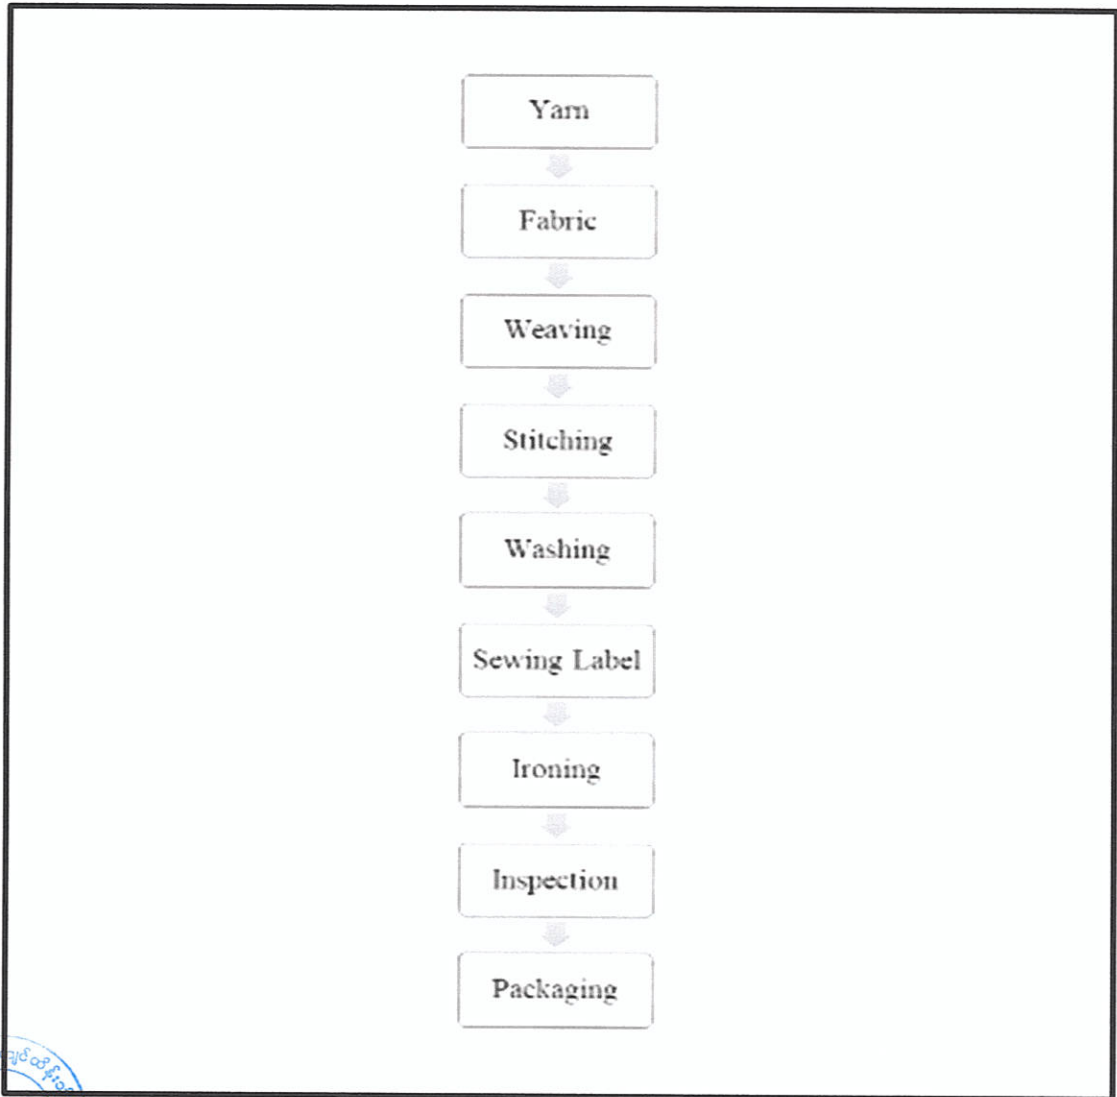 Yarn
Fabric
Weaving
Stitching
Washing
Sewing Label
Ironing
Inspection
Packaging